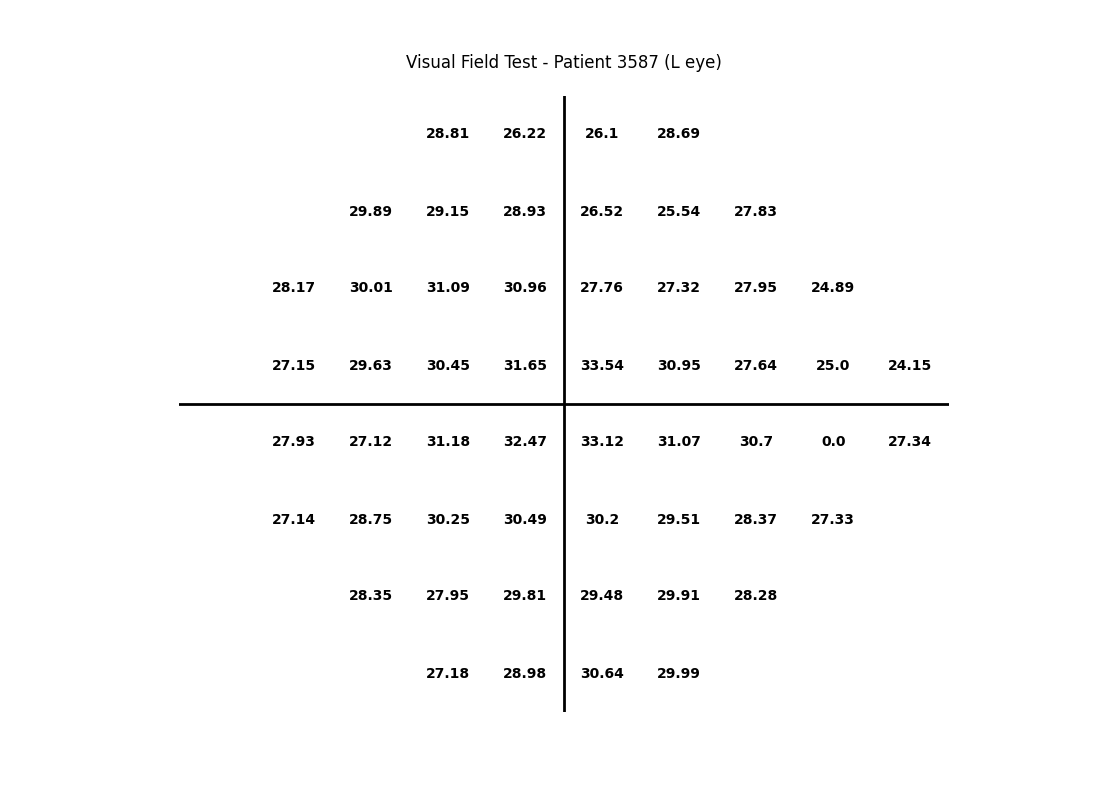 Visual Field Test - Patient 3587 (L eye)
28.81 26.22 26.1 28.69
29.89 29.15 28.93 26.52 25.54 27.83
28.17 30.01 31.09 30.96 27.76 27.32 27.95 24.89
27.15 29.63 30.45 31.65 33.54 30.95 27.64 25.0 24.15
27.93 27.12 31.18 32.47 33.12 31.07 30.7 0.0 27.34
27.14 28.75 30.25 30.49 30.2 29.51 28.37 27.33
28.35 27.95 29.81 29.48 29.91 28.28
27.18 28.98 30.64 29.99